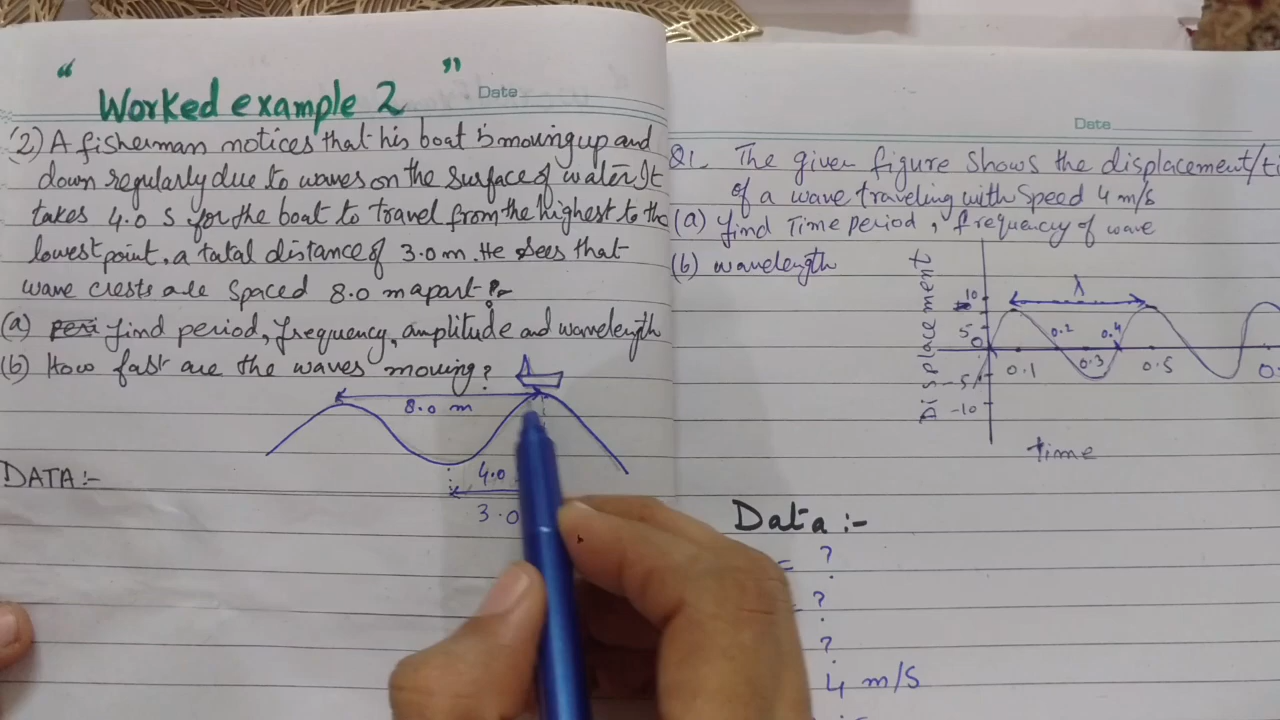 “ Worked example 2 ”
Date
(2) A fisherman notices that his boat is moving up and
down regularly due to waves on the surface of water. It
takes 4.0 s for the boat to travel from the highest to the
lowest point, a total distance of 3.0 m. He sees that
wave crests are spaced 8.0 m apart :-
(a) find period, frequency, amplitude and wavelength
(b) How fast are the waves moving?
8.0 m
4.0
3.0
DATA:-
Date
Q1. The given figure shows the displacement/ti
of a wave traveling with speed 4 m/s
(a) find Time period, frequency of wave
(b) wavelength
Displacement
10
5
0
-5
-10
λ
0.1
0.2
0.3
0.4
0.5
0.
time
Data :-
= ?
?
?
4 m/s